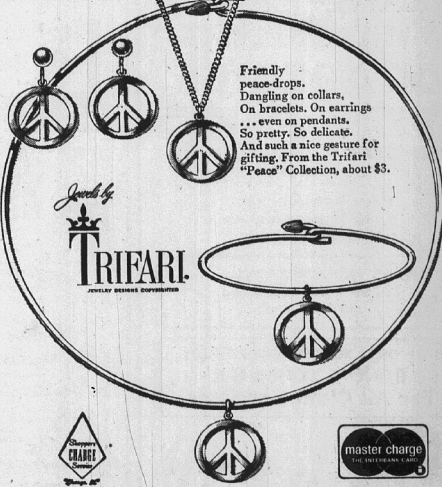 Friendly
peace-drops.
Dangling on collars,
On bracelets. On earrings
...even on pendants.
So pretty. So delicate.
And such a nice gesture for
gifting. From the Trifari
"Peace" Collection, about $3.
Jewels by
TRIFARI.
JEWELRY DESIGNS COPYRIGHTED
Shoppers
CHARGE
Service
master charge
THE INTERBANK CARD
i